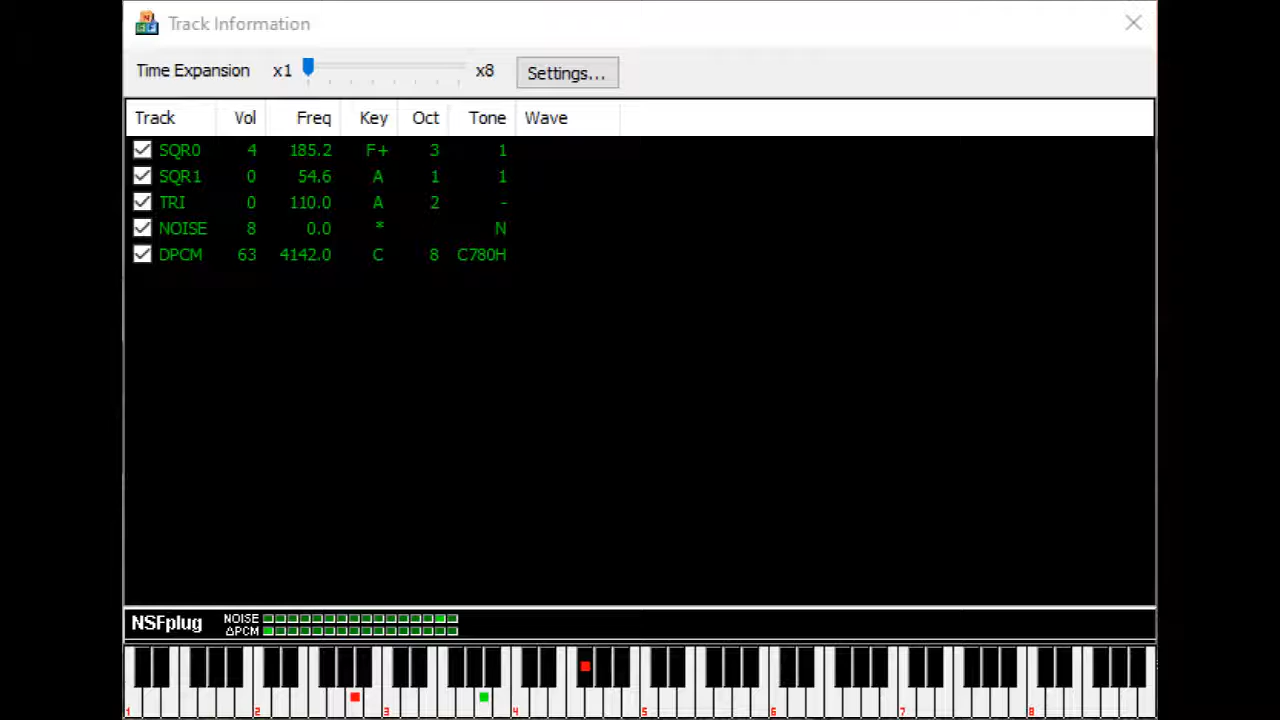 Track Information
Time Expansion x1 x8 Settings...
Track Vol Freq Key Oct Tone Wave
SQR0 4 185.2 F+ 3 1
SQR1 0 54.6 A 1 1
TRI 0 110.0 A 2 -
NOISE 8 0.0 * N
DPCM 63 4142.0 C 8 C780H
NSFplug NOISE
ΔPCM
1 2 3 4 5 6 7 8